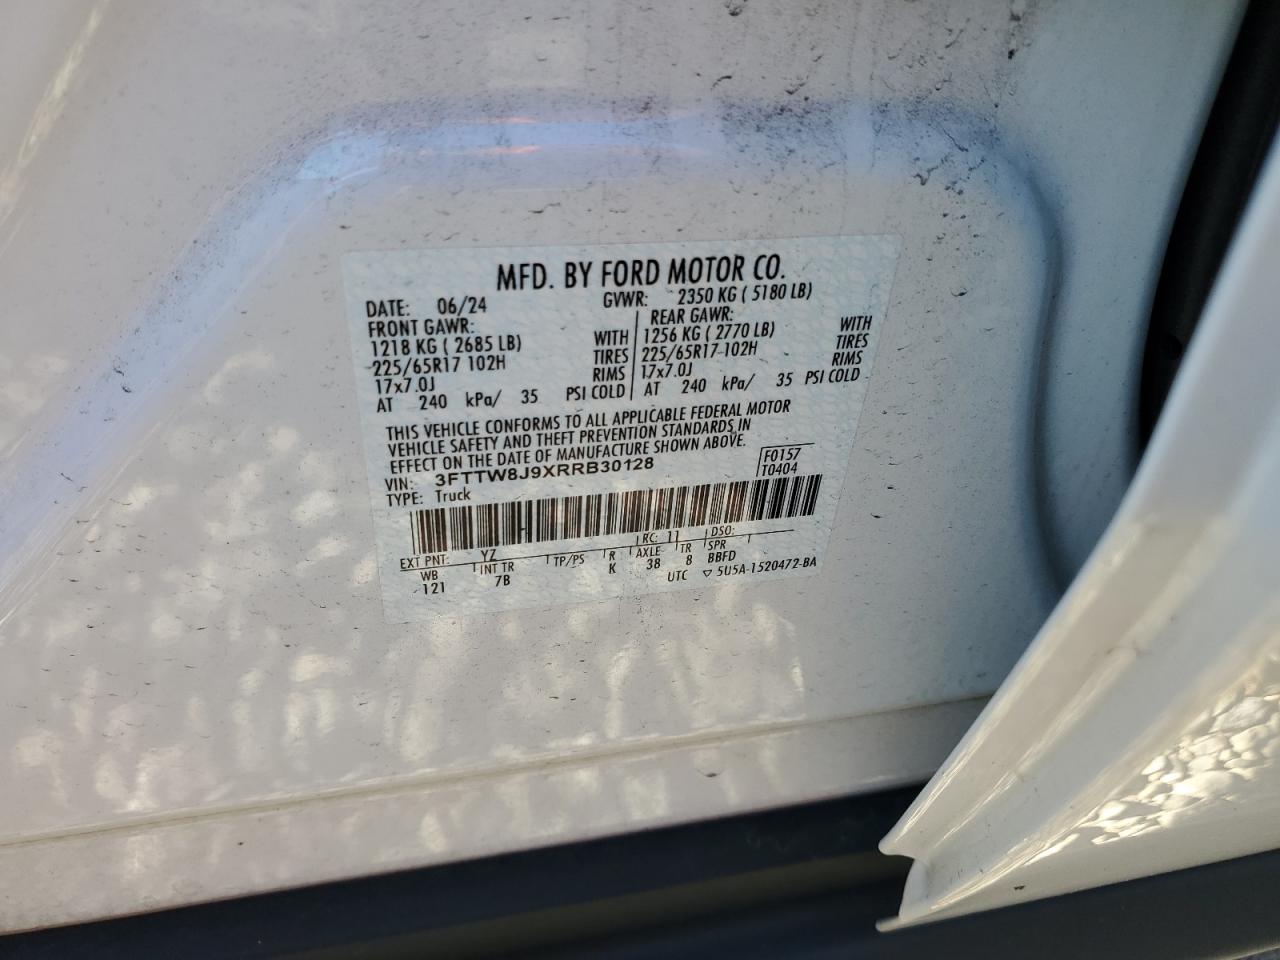 MFD. BY FORD MOTOR CO.
DATE: 06/24 GVWR: 2350 KG ( 5180 LB)
FRONT GAWR: REAR GAWR:
1218 KG ( 2685 LB) WITH 1256 KG ( 2770 LB) WITH
225/65R17 102H TIRES 225/65R17 102H TIRES
17x7.0J RIMS 17x7.0J RIMS
AT 240 kPa/ 35 PSI COLD AT 240 kPa/ 35 PSI COLD
THIS VEHICLE CONFORMS TO ALL APPLICABLE FEDERAL MOTOR
VEHICLE SAFETY AND THEFT PREVENTION STANDARDS IN
EFFECT ON THE DATE OF MANUFACTURE SHOWN ABOVE.
VIN: 3FTTW8J9XRRB30128 F0157
TYPE: Truck T0404
EXT PNT: YZ RC: 11 DSO:
WB INT TR TP/PS R AXLE TR SPR
121 7B K 38 8 BBFD
UTC ▽ 5U5A-1520472-BA